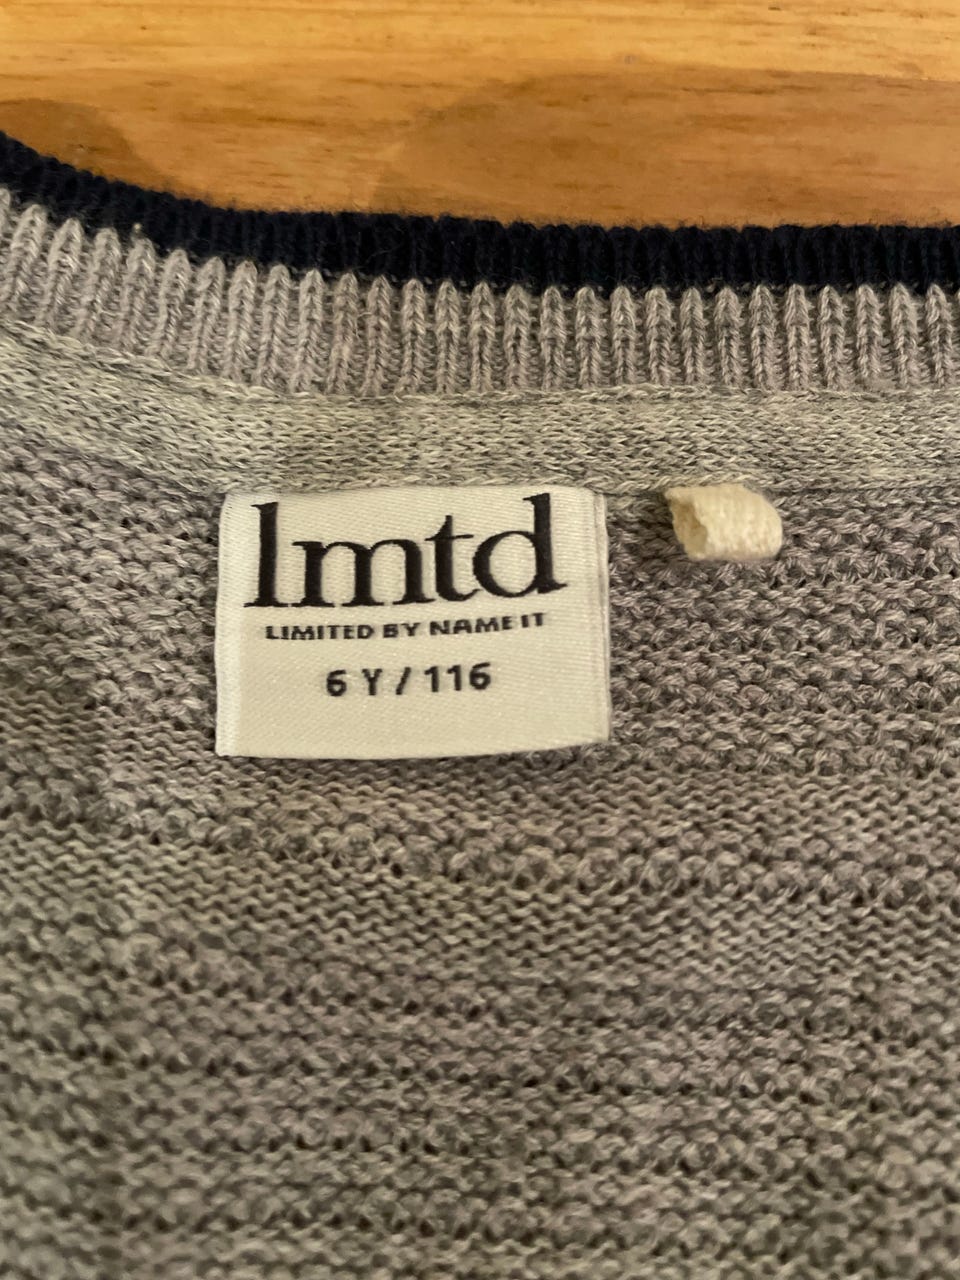 lmtd
LIMITED BY NAME IT
6 Y / 116